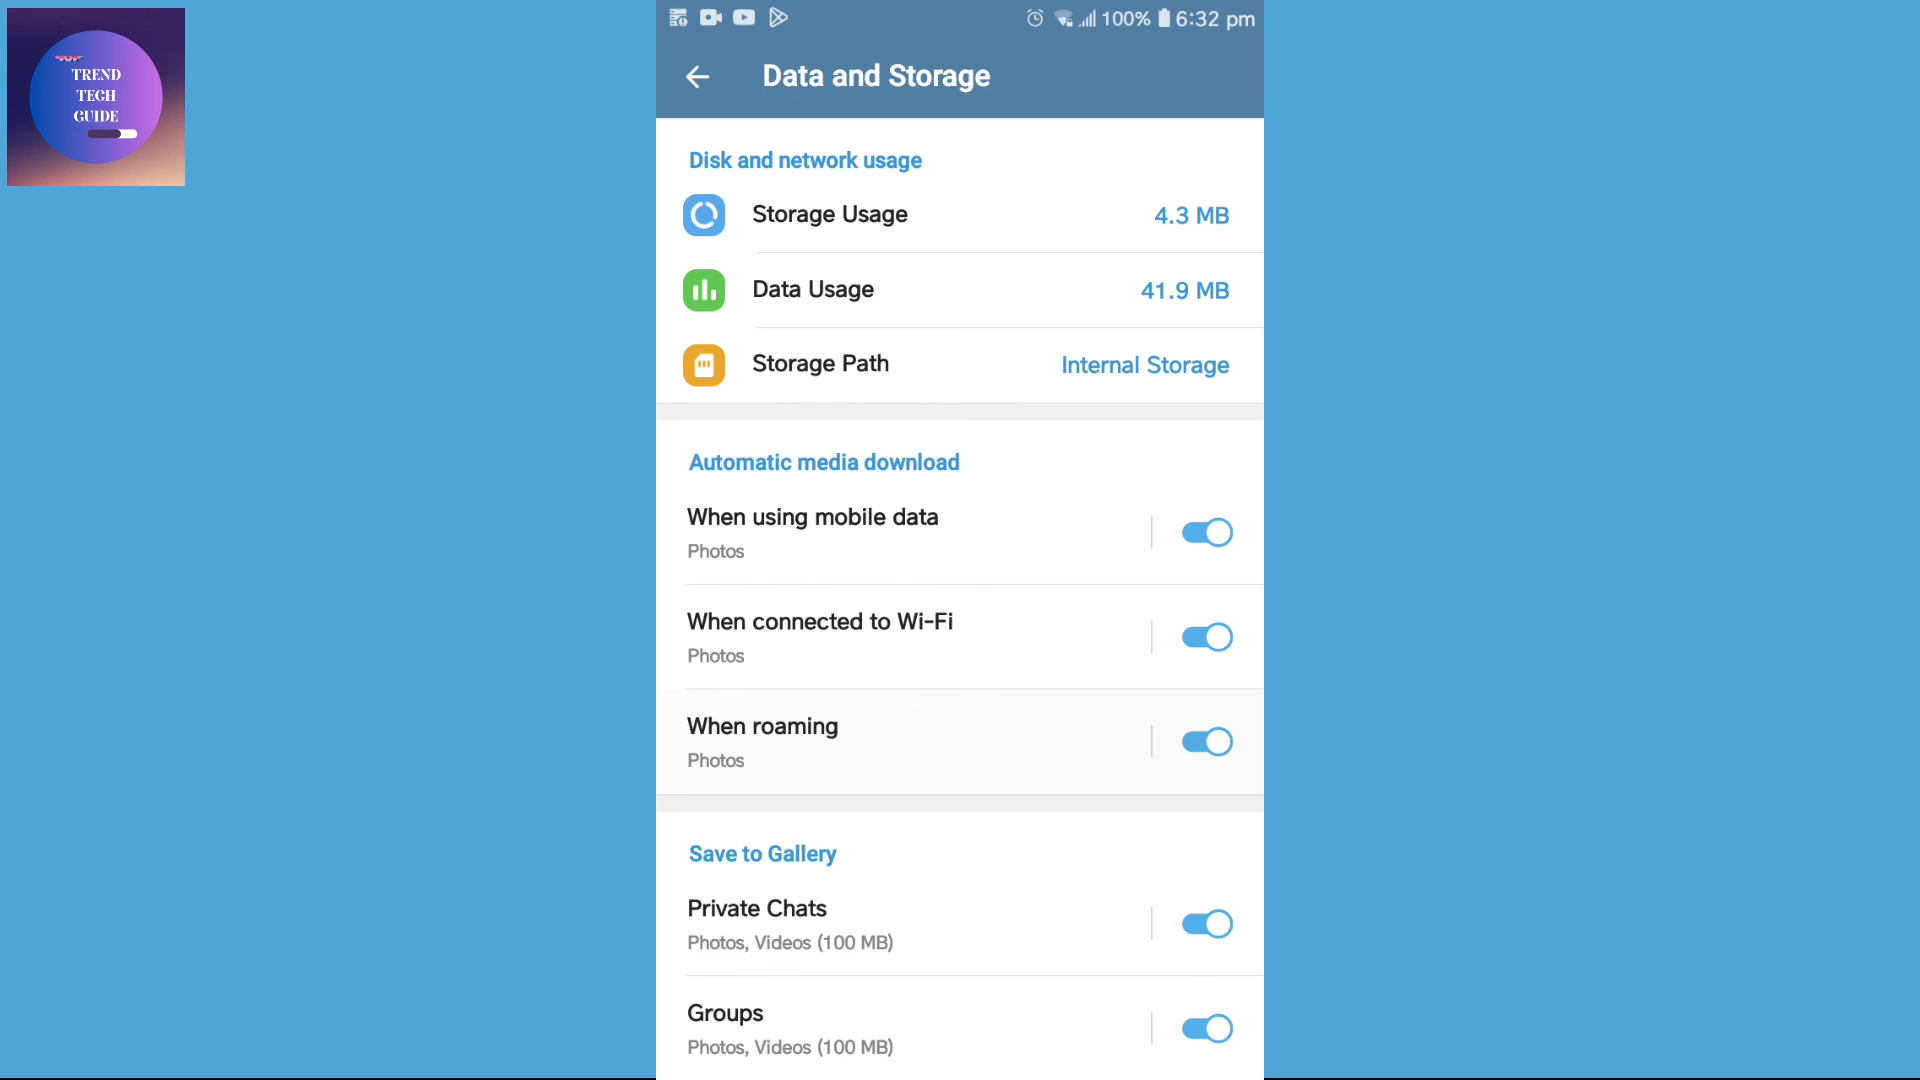 TREND
TECH
GUIDE
100% 6:32 pm
Data and Storage
Disk and network usage
Storage Usage 4.3 MB
Data Usage 41.9 MB
Storage Path Internal Storage
Automatic media download
When using mobile data
Photos
When connected to Wi-Fi
Photos
When roaming
Photos
Save to Gallery
Private Chats
Photos, Videos (100 MB)
Groups
Photos, Videos (100 MB)